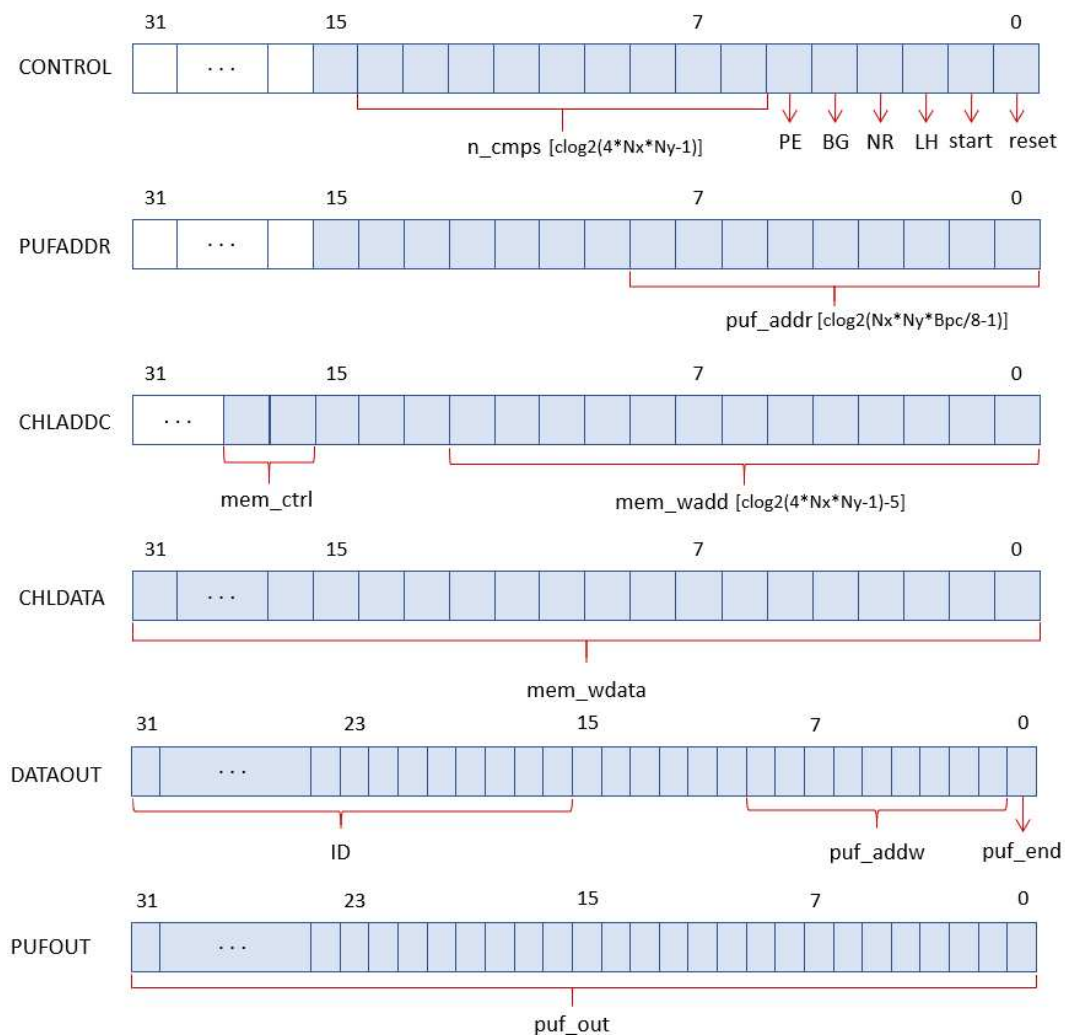 31 15 7 0
CONTROL ...
n_cmps [clog2(4*Nx*Ny-1)] PE BG NR LH start reset
31 15 7 0
PUFADDR ...
puf_addr [clog2(Nx*Ny*Bpc/8-1)]
31 15 7 0
CHLADDC ...
mem_ctrl mem_wadd [clog2(4*Nx*Ny-1)-5]
31 15 7 0
CHLDATA ...
mem_wdata
31 23 15 7 0
DATAOUT ...
ID puf_addw puf_end
31 23 15 7 0
PUFOUT ...
puf_out